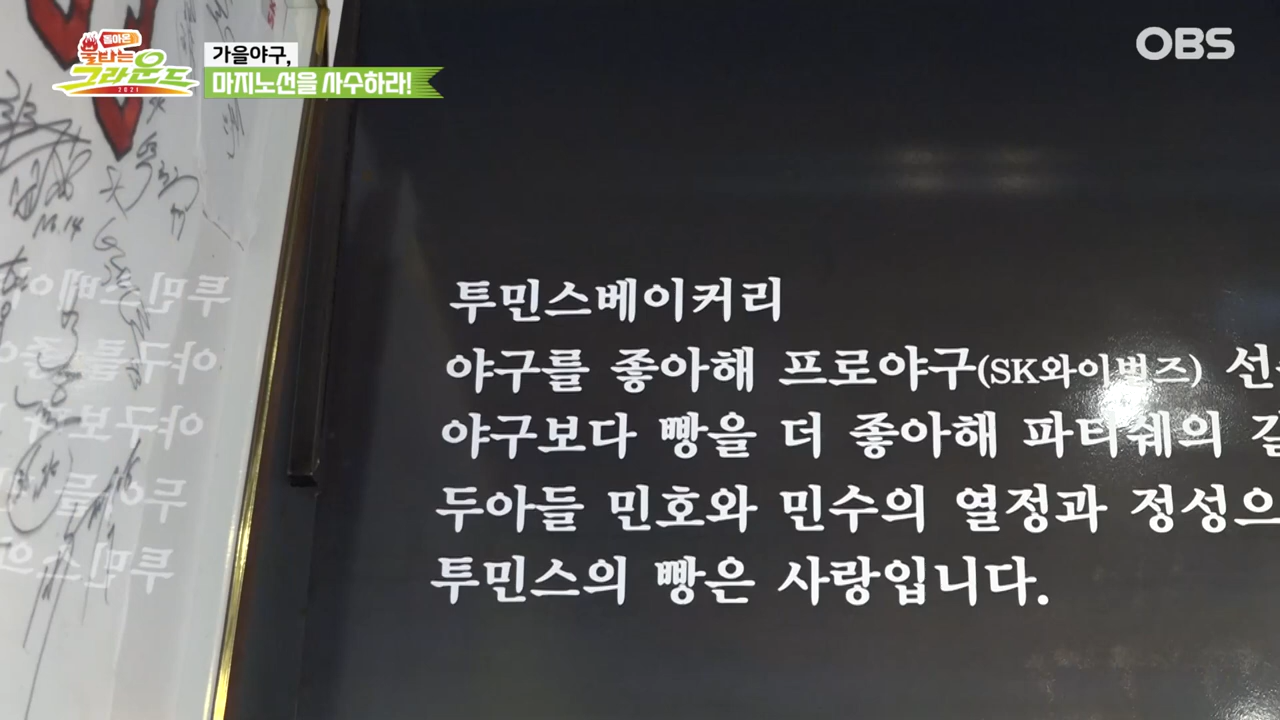 돌아온
불타는
그라운드
2021
가을야구,
마지노선을 사수하라!
OBS
SK
No.14
투민스베이커리
야구를 좋아해 프로야구(SK와이번즈)
야구보다 빵을 더 좋아해 파티쉐의
두아들 민호와 민수의 열정과 정성으
투민스의 빵은 사랑입니다.